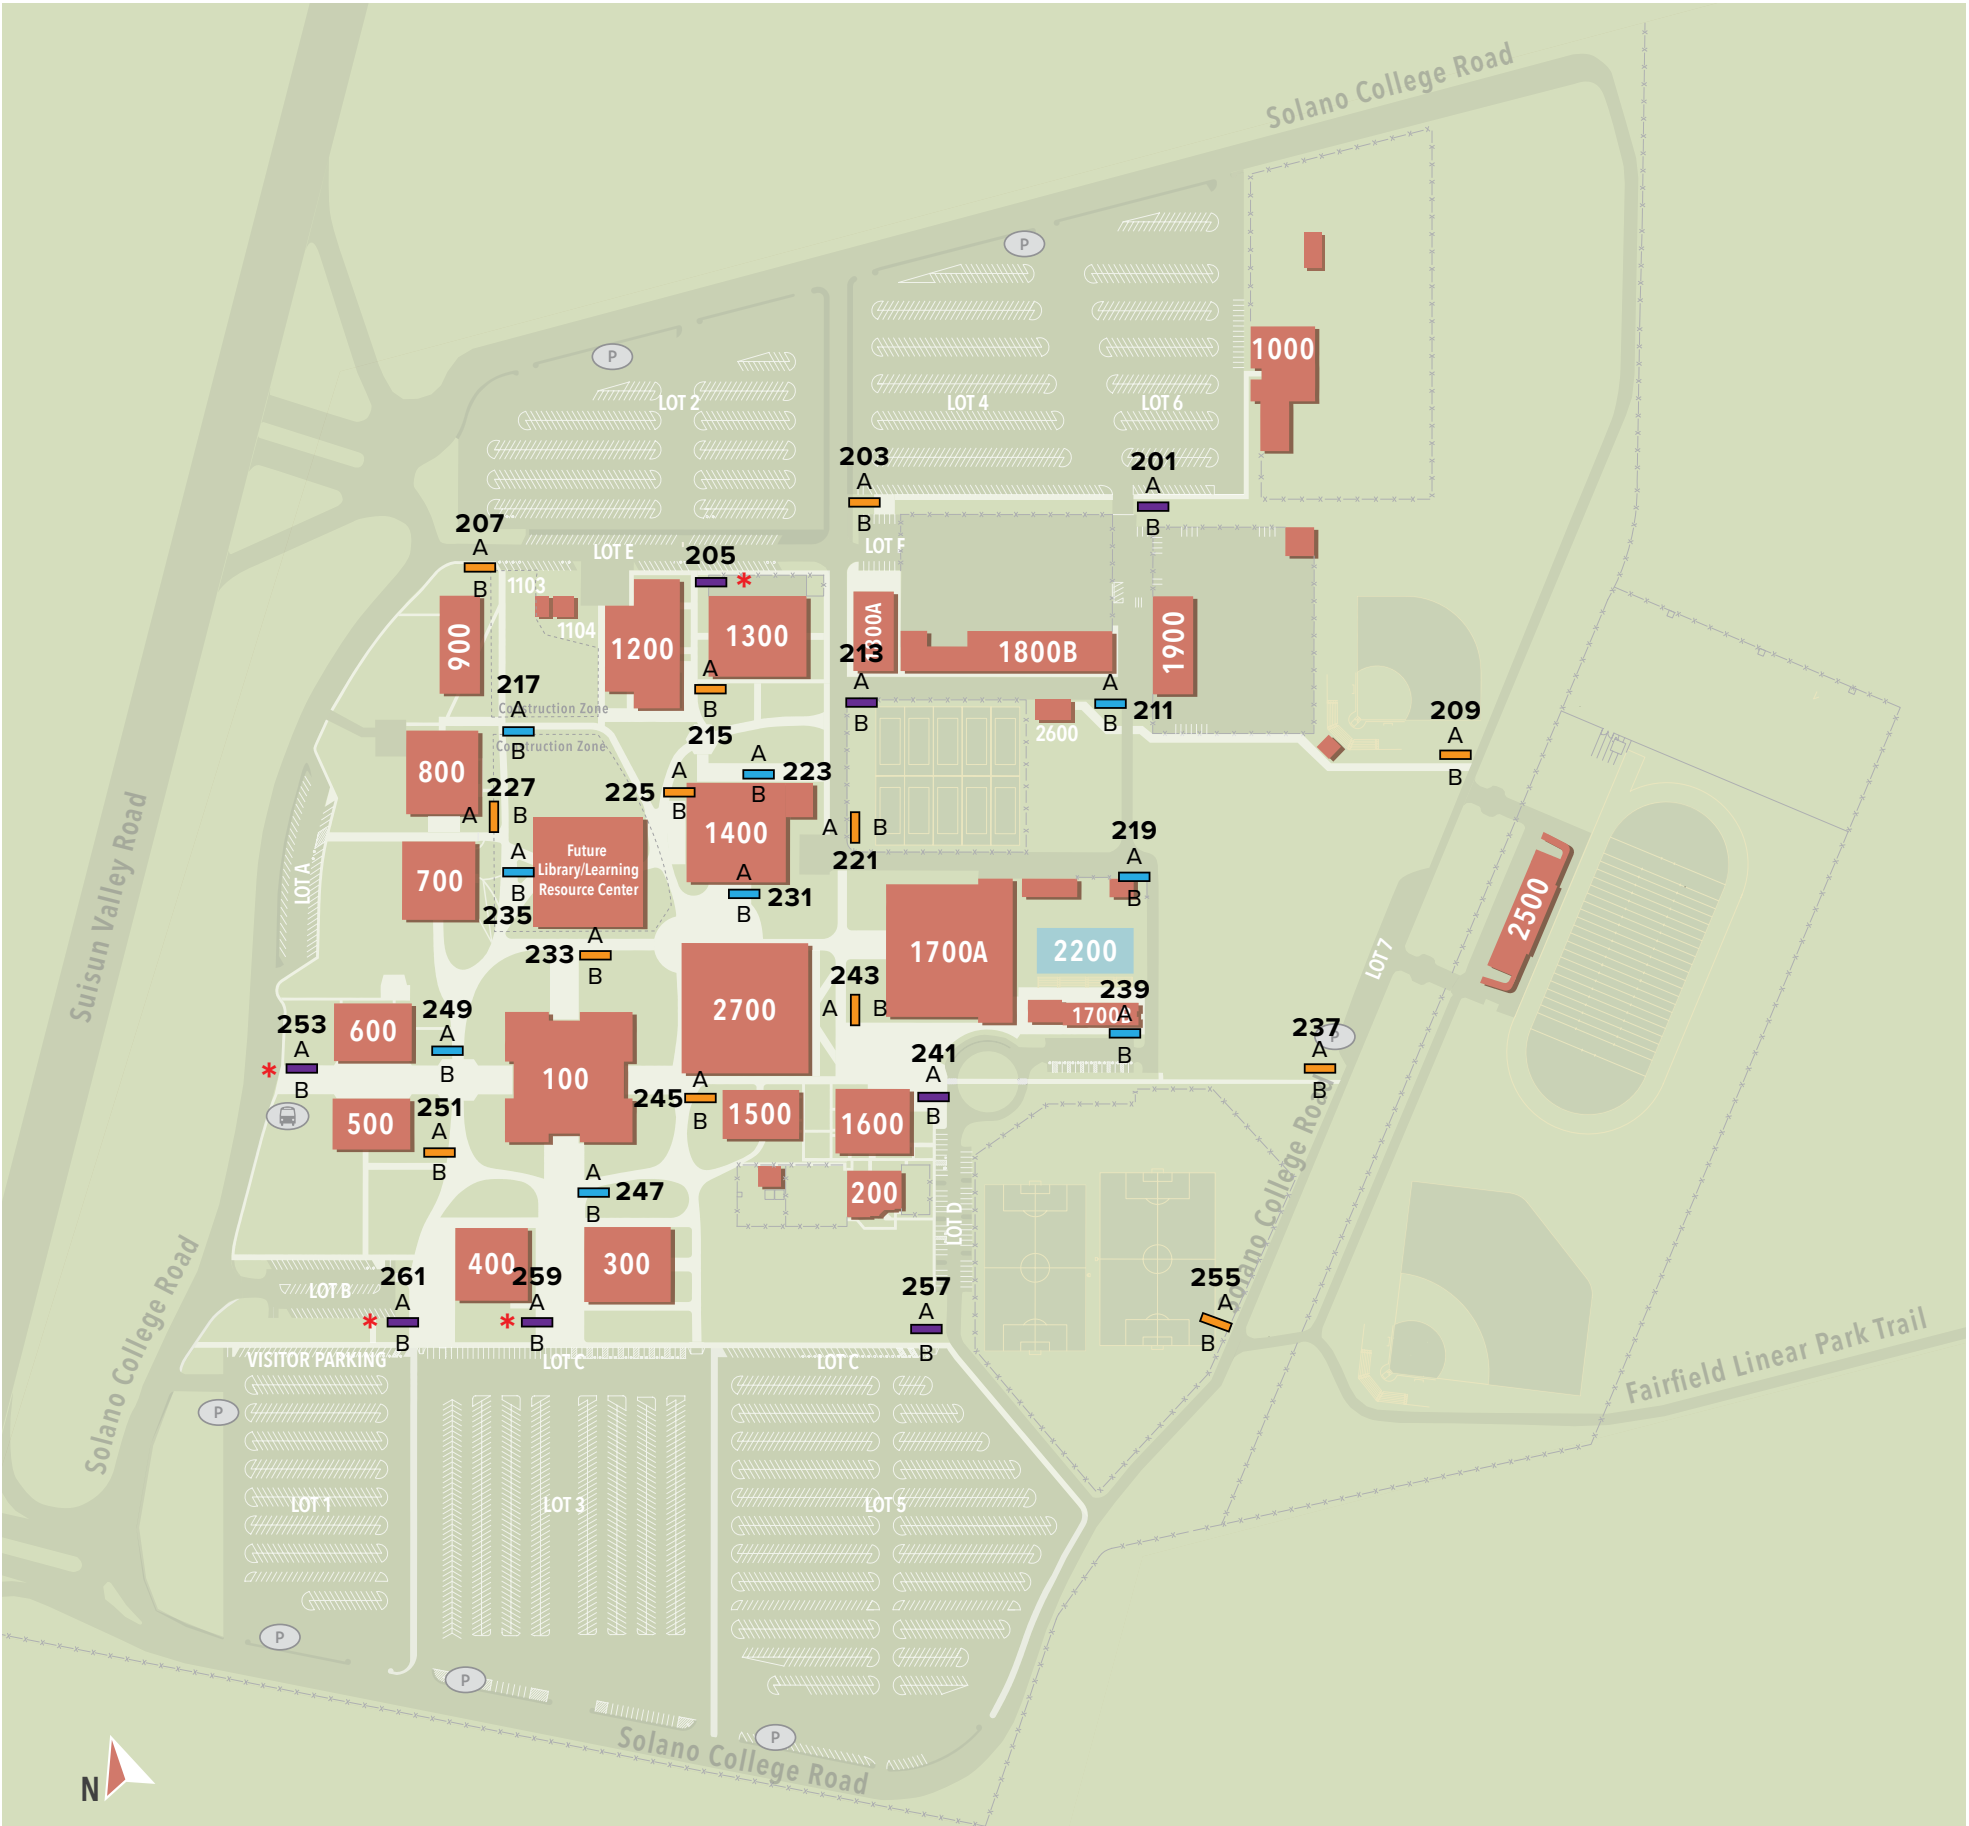 Solano College Road
P
P
1000
LOT 2
LOT 4
LOT 6
203
A
B
201
A
B
207
A
B
LOT E
205
*
LOT F
1103
1104
900
1200
1300
1800B
1900
213
A
B
A
B
215
217
A
B
Construction Zone
Construction Zone
A
B
211
2600
209
A
B
800
227
A
B
225
A
B
A
B
223
1400
A
B
221
219
A
B
Future
Library/Learning
Resource Center
700
A
B
235
LOT A
A
B
231
2500
Suisun Valley Road
A
233
B
1700A
2200
LOT 7
2700
243
A
B
239
A
B
253
A
B
*
600
249
A
B
100
241
A
B
237
P
A
B
500
251
A
B
A
245
B
1500
1600
200
LOT D
A
247
B
Solano College Road
Solano College Road
400
300
LOT B
261
A
B
*
259
A
B
*
257
A
B
255
A
B
VISITOR PARKING
LOT C
LOT C
Fairfield Linear Park Trail
P
LOT 1
LOT 3
LOT 5
P
P
P
Solano College Road
N